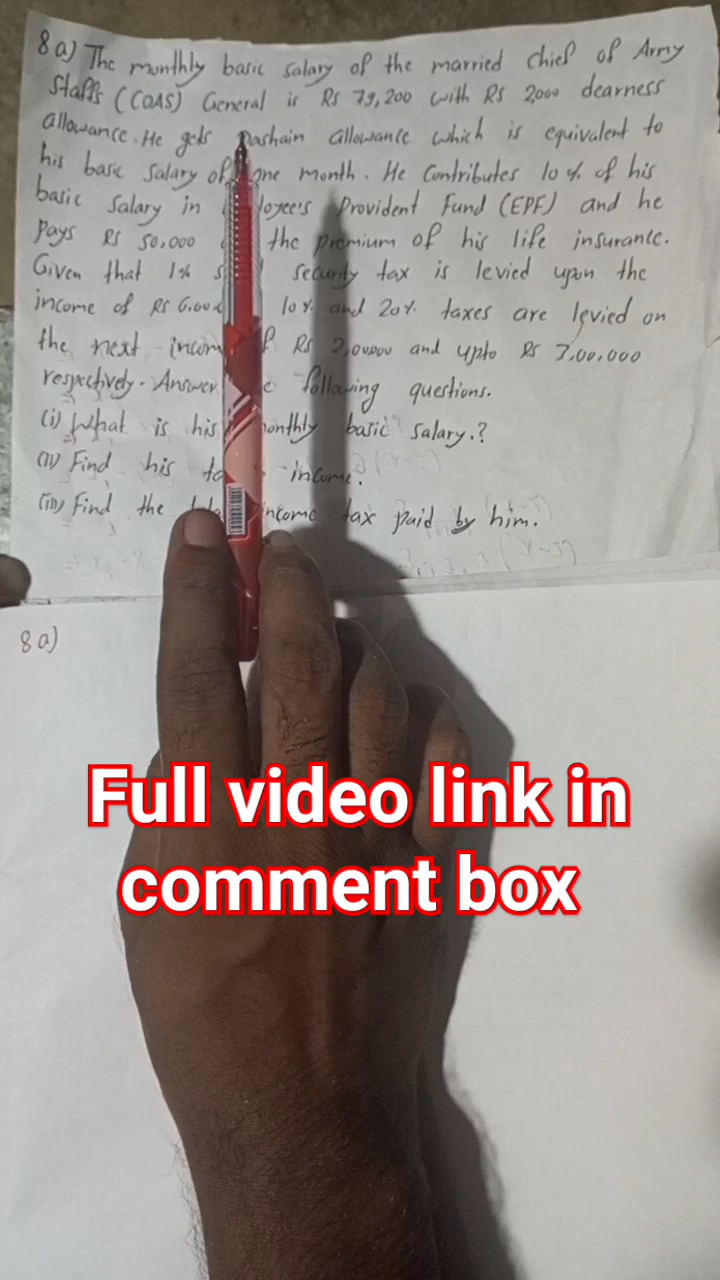 8 a) The monthly basic salary of the married chief of Army
Staffs (COAS) General is Rs 79,200 with RS 2000 dearness
allowance. He gets Dashain allowance which is equivalent to
his basic salary of one month. He Contributes 10% of his
basic salary in Provident Fund (EPF) and he
Pays Rs 50,000 the premium of his life insurance.
Given that 1% security tax is levied upon the
income of Rs 10% and 20% taxes are levied on
the next Rs and upto Rs 7,00,000
respectively. Answer following questions.
(i) What is his monthly basic salary.?
(ii) Find his income.
(iii) Find the income tax paid by him.
8 a)
Full video link in
comment box